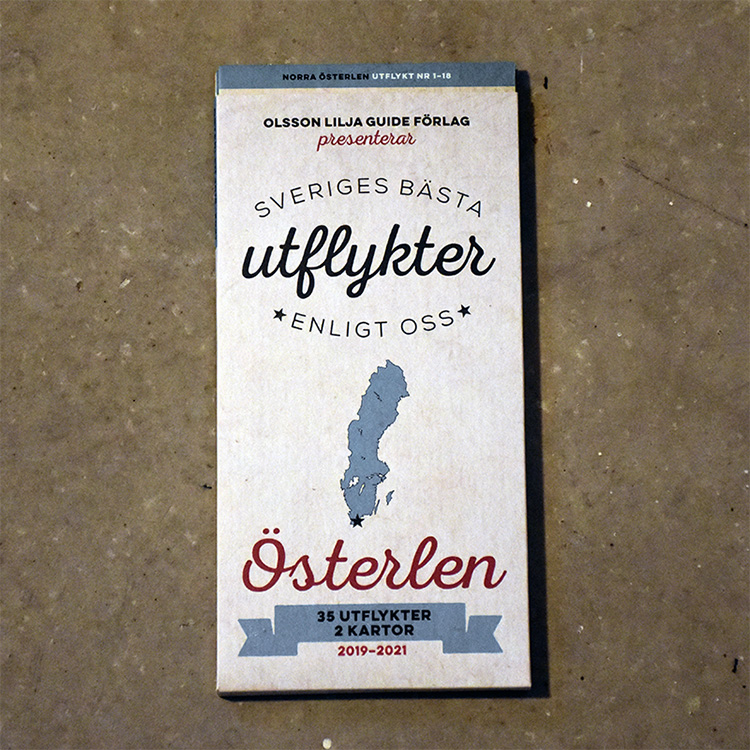 NORRA ÖSTERLEN UTFLYKT NR 1–18
OLSSON LILJA GUIDE FÖRLAG
presenterar
SVERIGES BÄSTA
utflykter
★ENLIGT OSS★
Österlen
35 UTFLYKTER
2 KARTOR
2019–2021